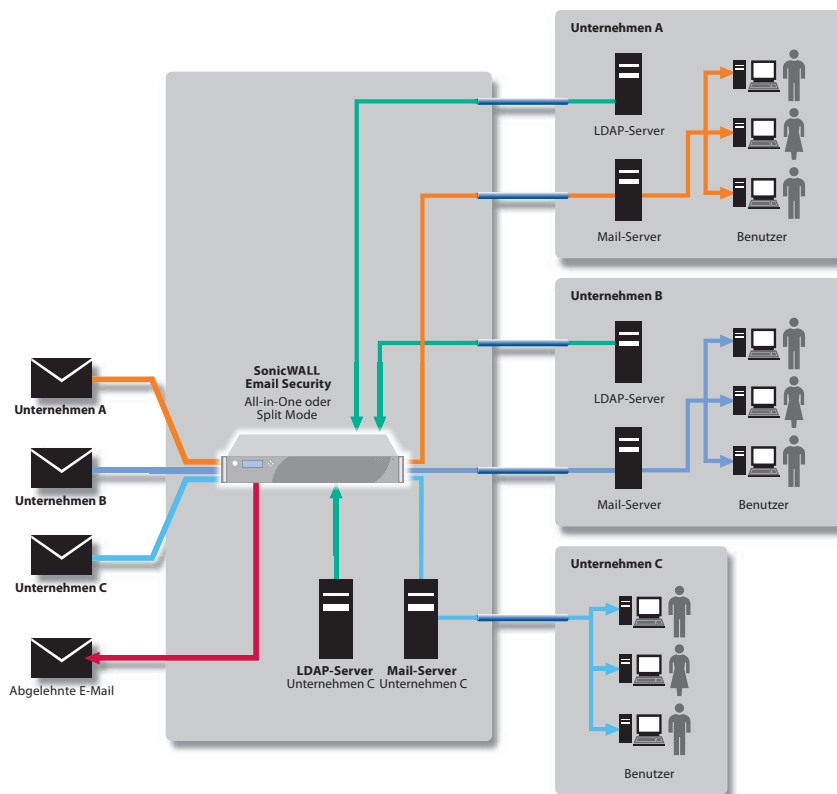 Unternehmen A
LDAP-Server
Mail-Server
Benutzer
Unternehmen B
LDAP-Server
Mail-Server
Benutzer
SonicWALL
Email Security
All-in-One oder
Split Mode
Unternehmen A
Unternehmen B
Unternehmen C
Abgelehnte E-Mail
LDAP-Server
Unternehmen C
Mail-Server
Unternehmen C
Unternehmen C
Benutzer